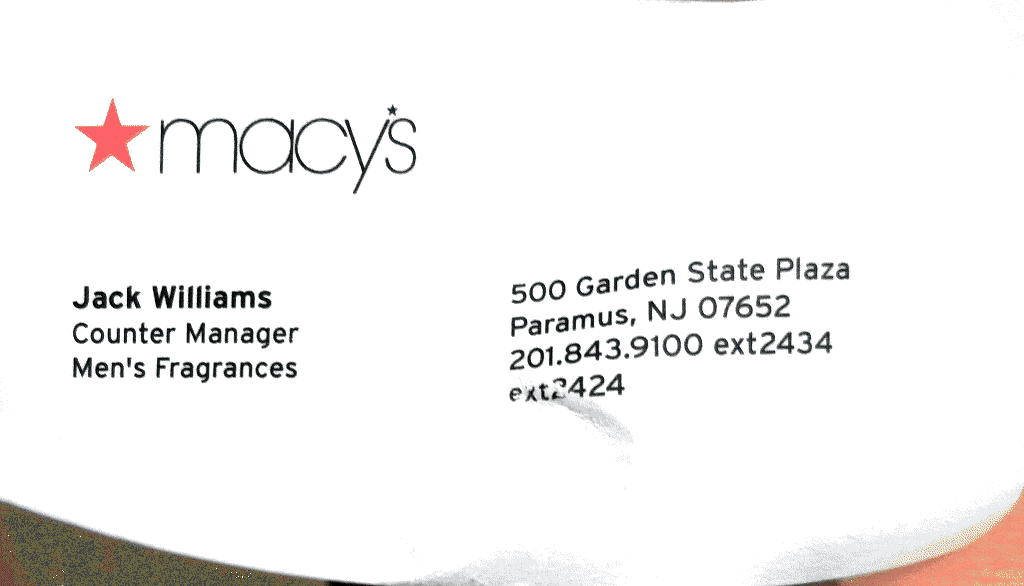 macy's
Jack Williams
Counter Manager
Men's Fragrances
500 Garden State Plaza
Paramus, NJ 07652
201.843.9100 ext2434
ext2424